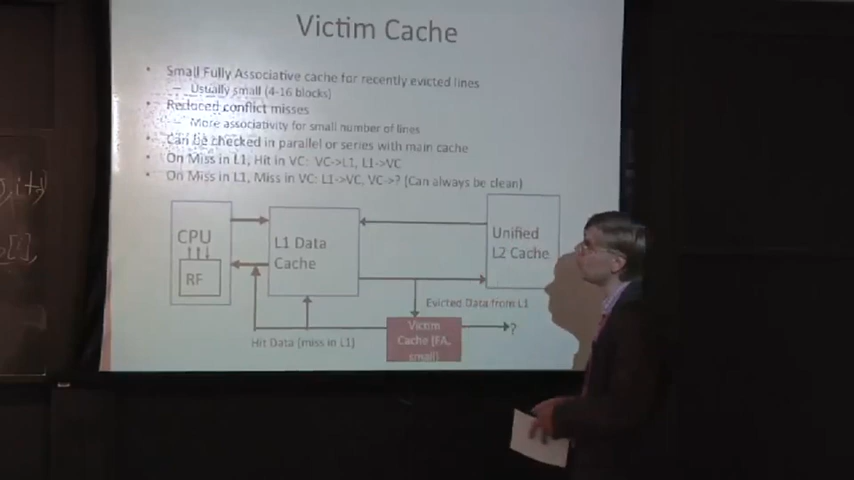 Victim Cache
• Small Fully Associative cache for recently evicted lines
– Usually small (4-16 blocks)
• Reduced conflict misses
– More associativity for small number of lines
• Can be checked in parallel or series with main cache
• On Miss in L1, Hit in VC: VC->L1, L1->VC
• On Miss in L1, Miss in VC: L1->VC, VC->? (Can always be clean)
CPU
RF
L1 Data
Cache
Unified
L2 Cache
Evicted Data from L1
Hit Data (miss in L1)
Victim
Cache (FA,
small)
?